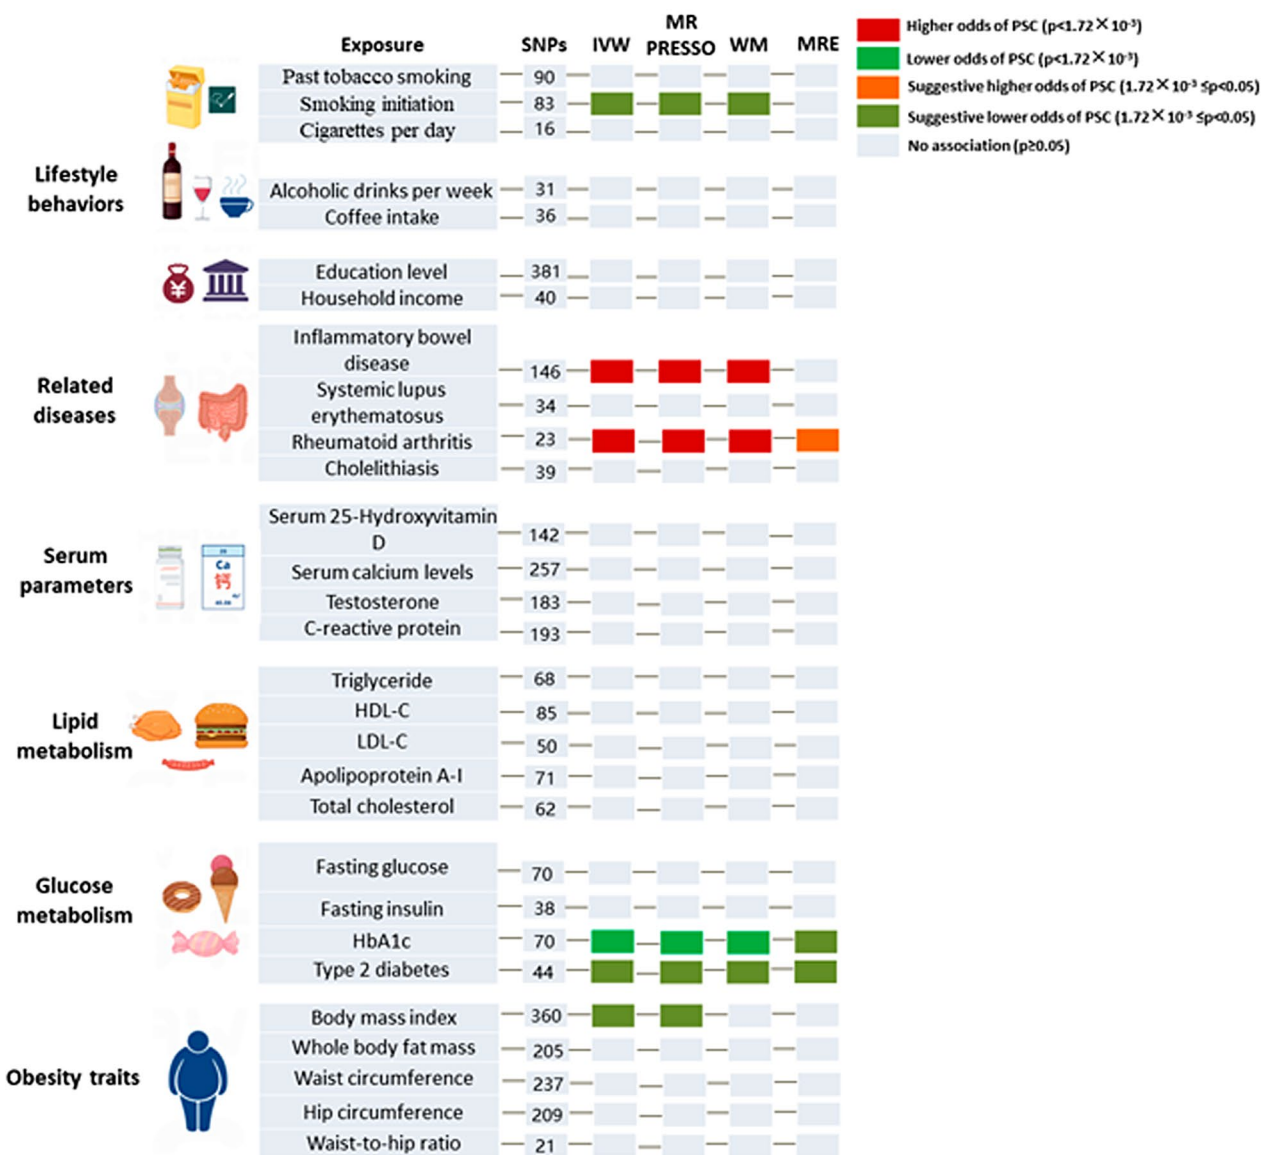 Exposure SNPs IVW MR PRESSO WM MRE
Higher odds of PSC (p<1.72×10⁻³)
Lower odds of PSC (p<1.72×10⁻³)
Suggestive higher odds of PSC (1.72×10⁻³ ≤p<0.05)
Suggestive lower odds of PSC (1.72×10⁻³ ≤p<0.05)
No association (p≥0.05)
Lifestyle
behaviors
Past tobacco smoking 90
Smoking initiation 83
Cigarettes per day 16
Alcoholic drinks per week 31
Coffee intake 36
¥
Education level 381
Household income 40
Related
diseases
Inflammatory bowel
disease 146
Systemic lupus
erythematosus 34
Rheumatoid arthritis 23
Cholelithiasis 39
Serum
parameters
Ca
钙
Serum 25-Hydroxyvitamin
D 142
Serum calcium levels 257
Testosterone 183
C-reactive protein 193
Lipid
metabolism
Triglyceride 68
HDL-C 85
LDL-C 50
Apolipoprotein A-I 71
Total cholesterol 62
Glucose
metabolism
Fasting glucose 70
Fasting insulin 38
HbA1c 70
Type 2 diabetes 44
Obesity traits
Body mass index 360
Whole body fat mass 205
Waist circumference 237
Hip circumference 209
Waist-to-hip ratio 21